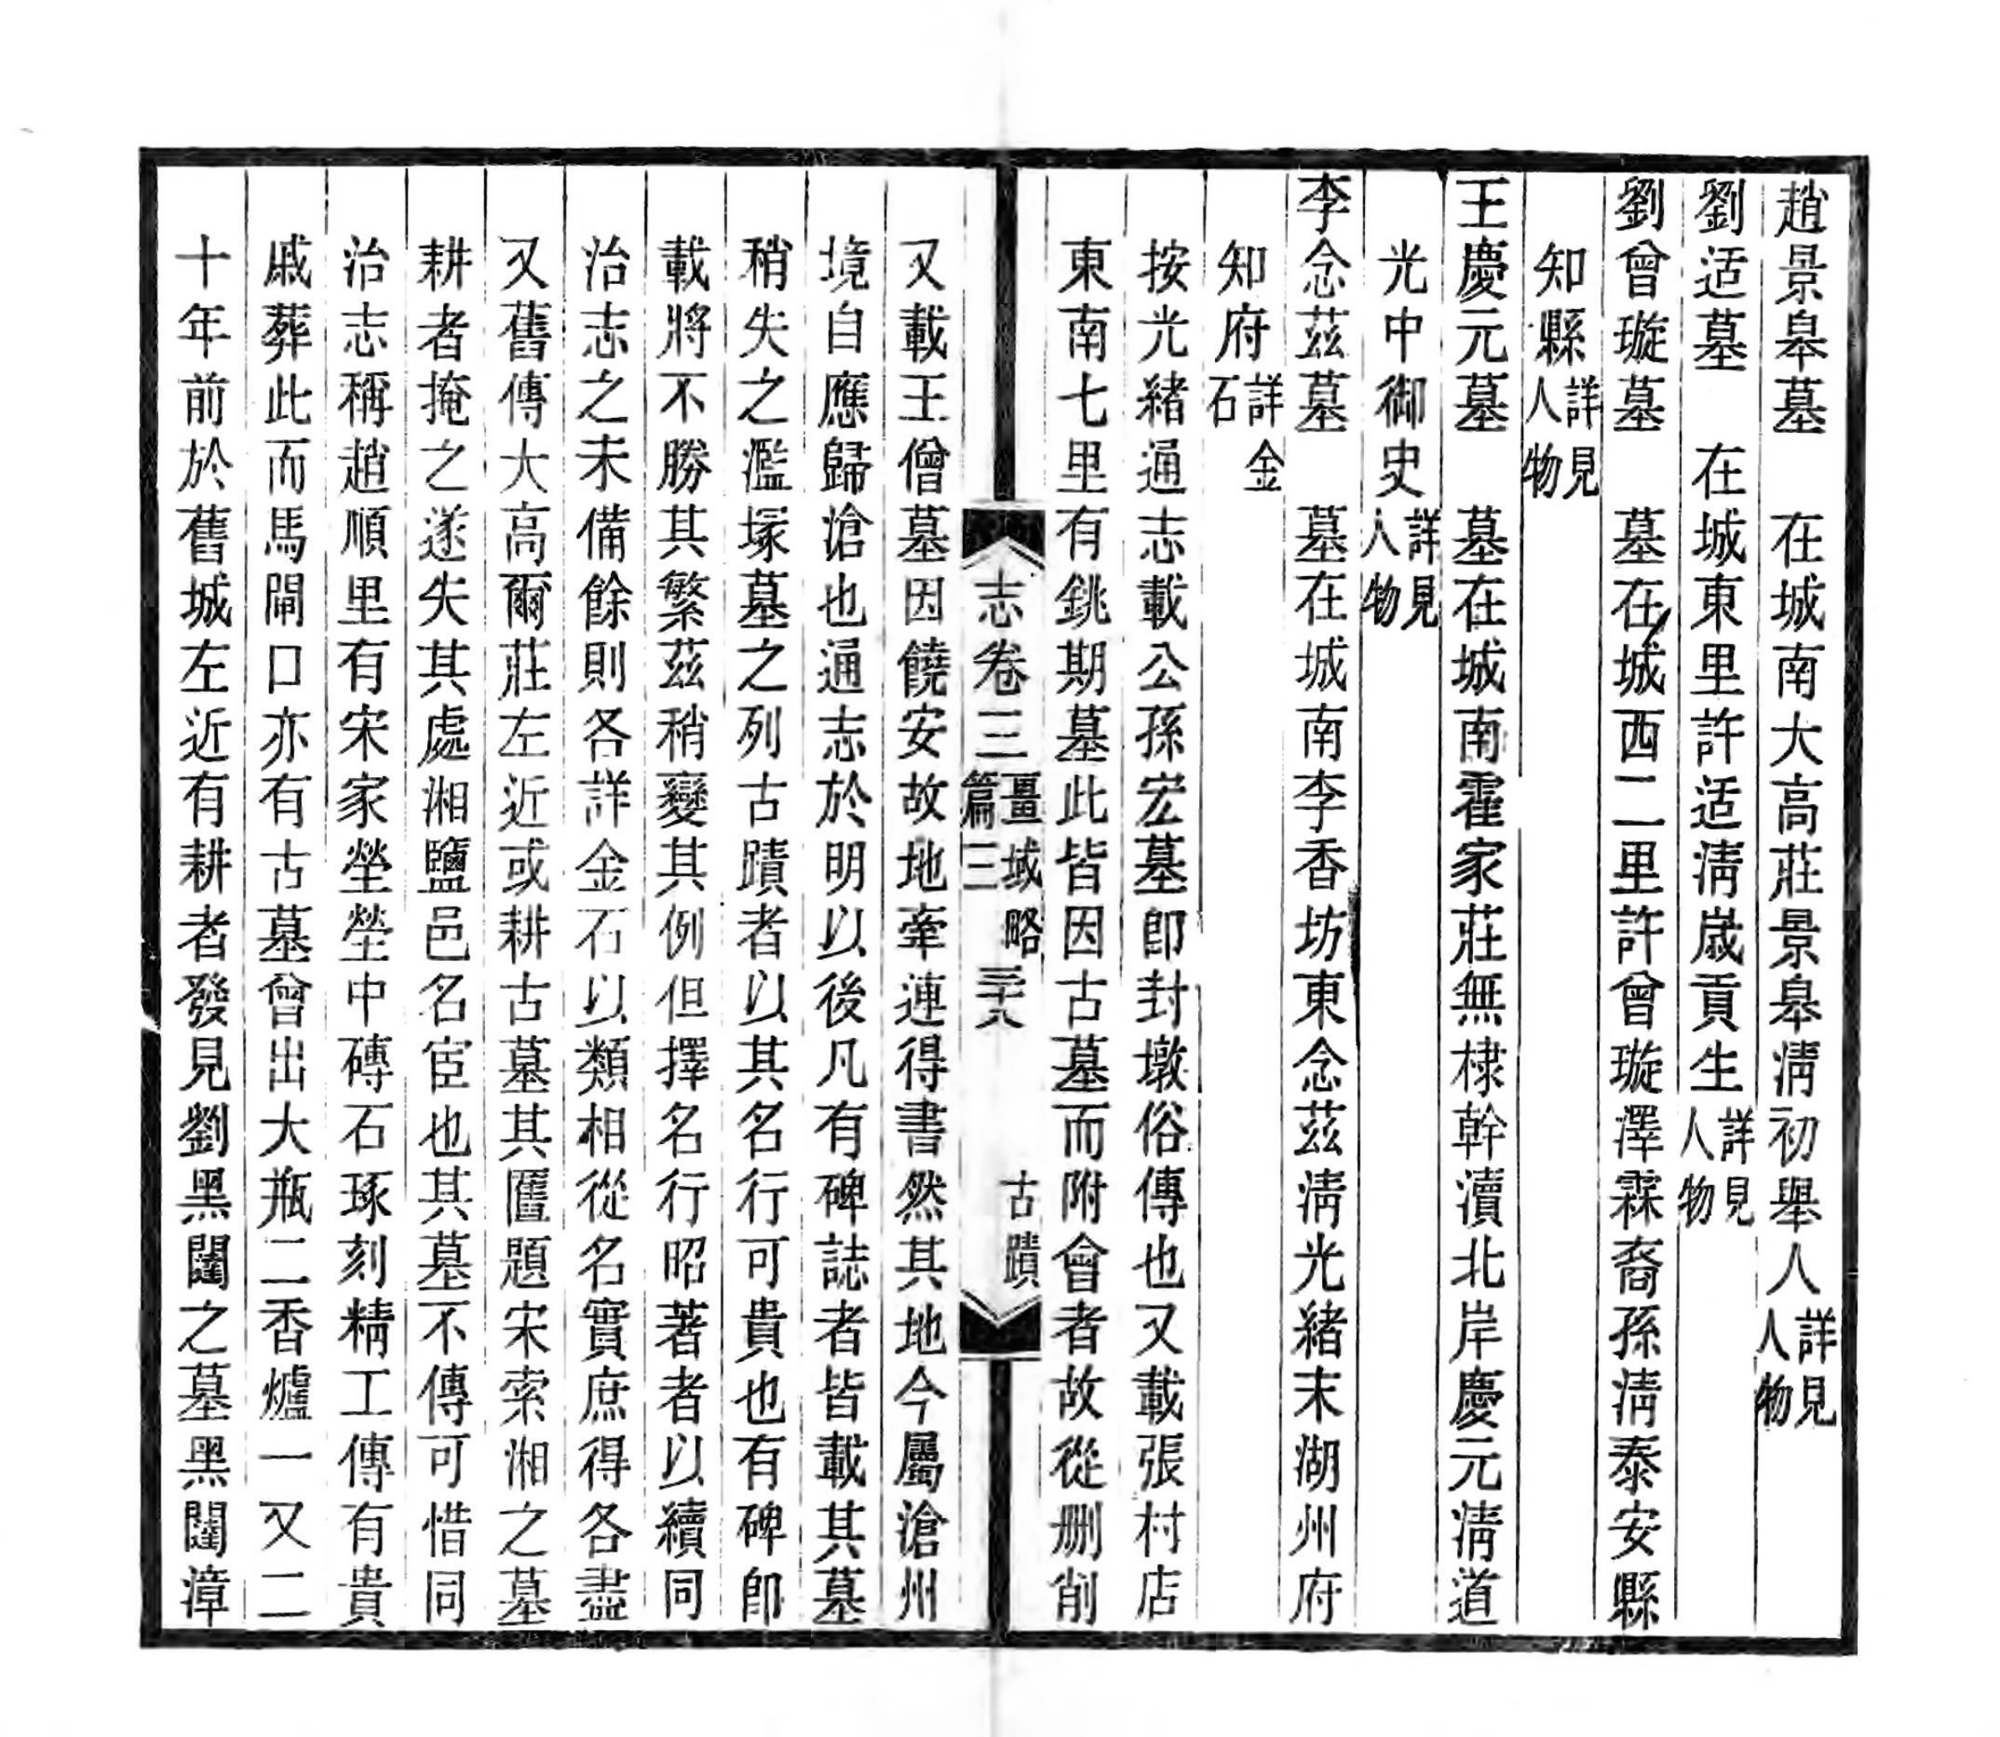 趙景皋墓　在城南大高莊景皋淸初舉人詳見人物
劉适墓　在城東里許适淸歲貢生詳見人物
劉曾璇墓　墓在城西二里許曾璇澤霖裔孫淸泰安縣
知縣詳見人物
王慶元墓　墓在城南霍家莊無棣幹瀆北岸慶元淸道
光中御史詳見人物
李念茲墓　墓在城南李香坊東念茲淸光緒末湖州府
知府詳金石
按光緒通志載公孫宏墓卽封墩俗傳也又載張村店
東南七里有銚期墓此皆因古墓而附會者故從删削
志卷三　疆域略篇三　三十八　古蹟
又載王僧墓因饒安故地牽連得書然其地今屬滄州
境自應歸滄也通志於明以後凡有碑誌者皆載其墓
稍失之濫塚墓之列古蹟者以其名行可貴也有碑卽
載將不勝其繁茲稍變其例但擇名行昭著者以續同
治志之未備餘則各詳金石以類相從名實庶得各盡
又舊傳大高爾莊左近或耕古墓其匵題宋索湘之墓
耕者掩之遂失其處湘鹽邑名宦也其墓不傳可惜同
治志稱趙順里有宋家塋塋中磚石琢刻精工傳有貴
戚葬此而馬閘口亦有古墓曾出大瓶二香爐一又二
十年前於舊城左近有耕者發見劉黑闥之墓黑闥漳